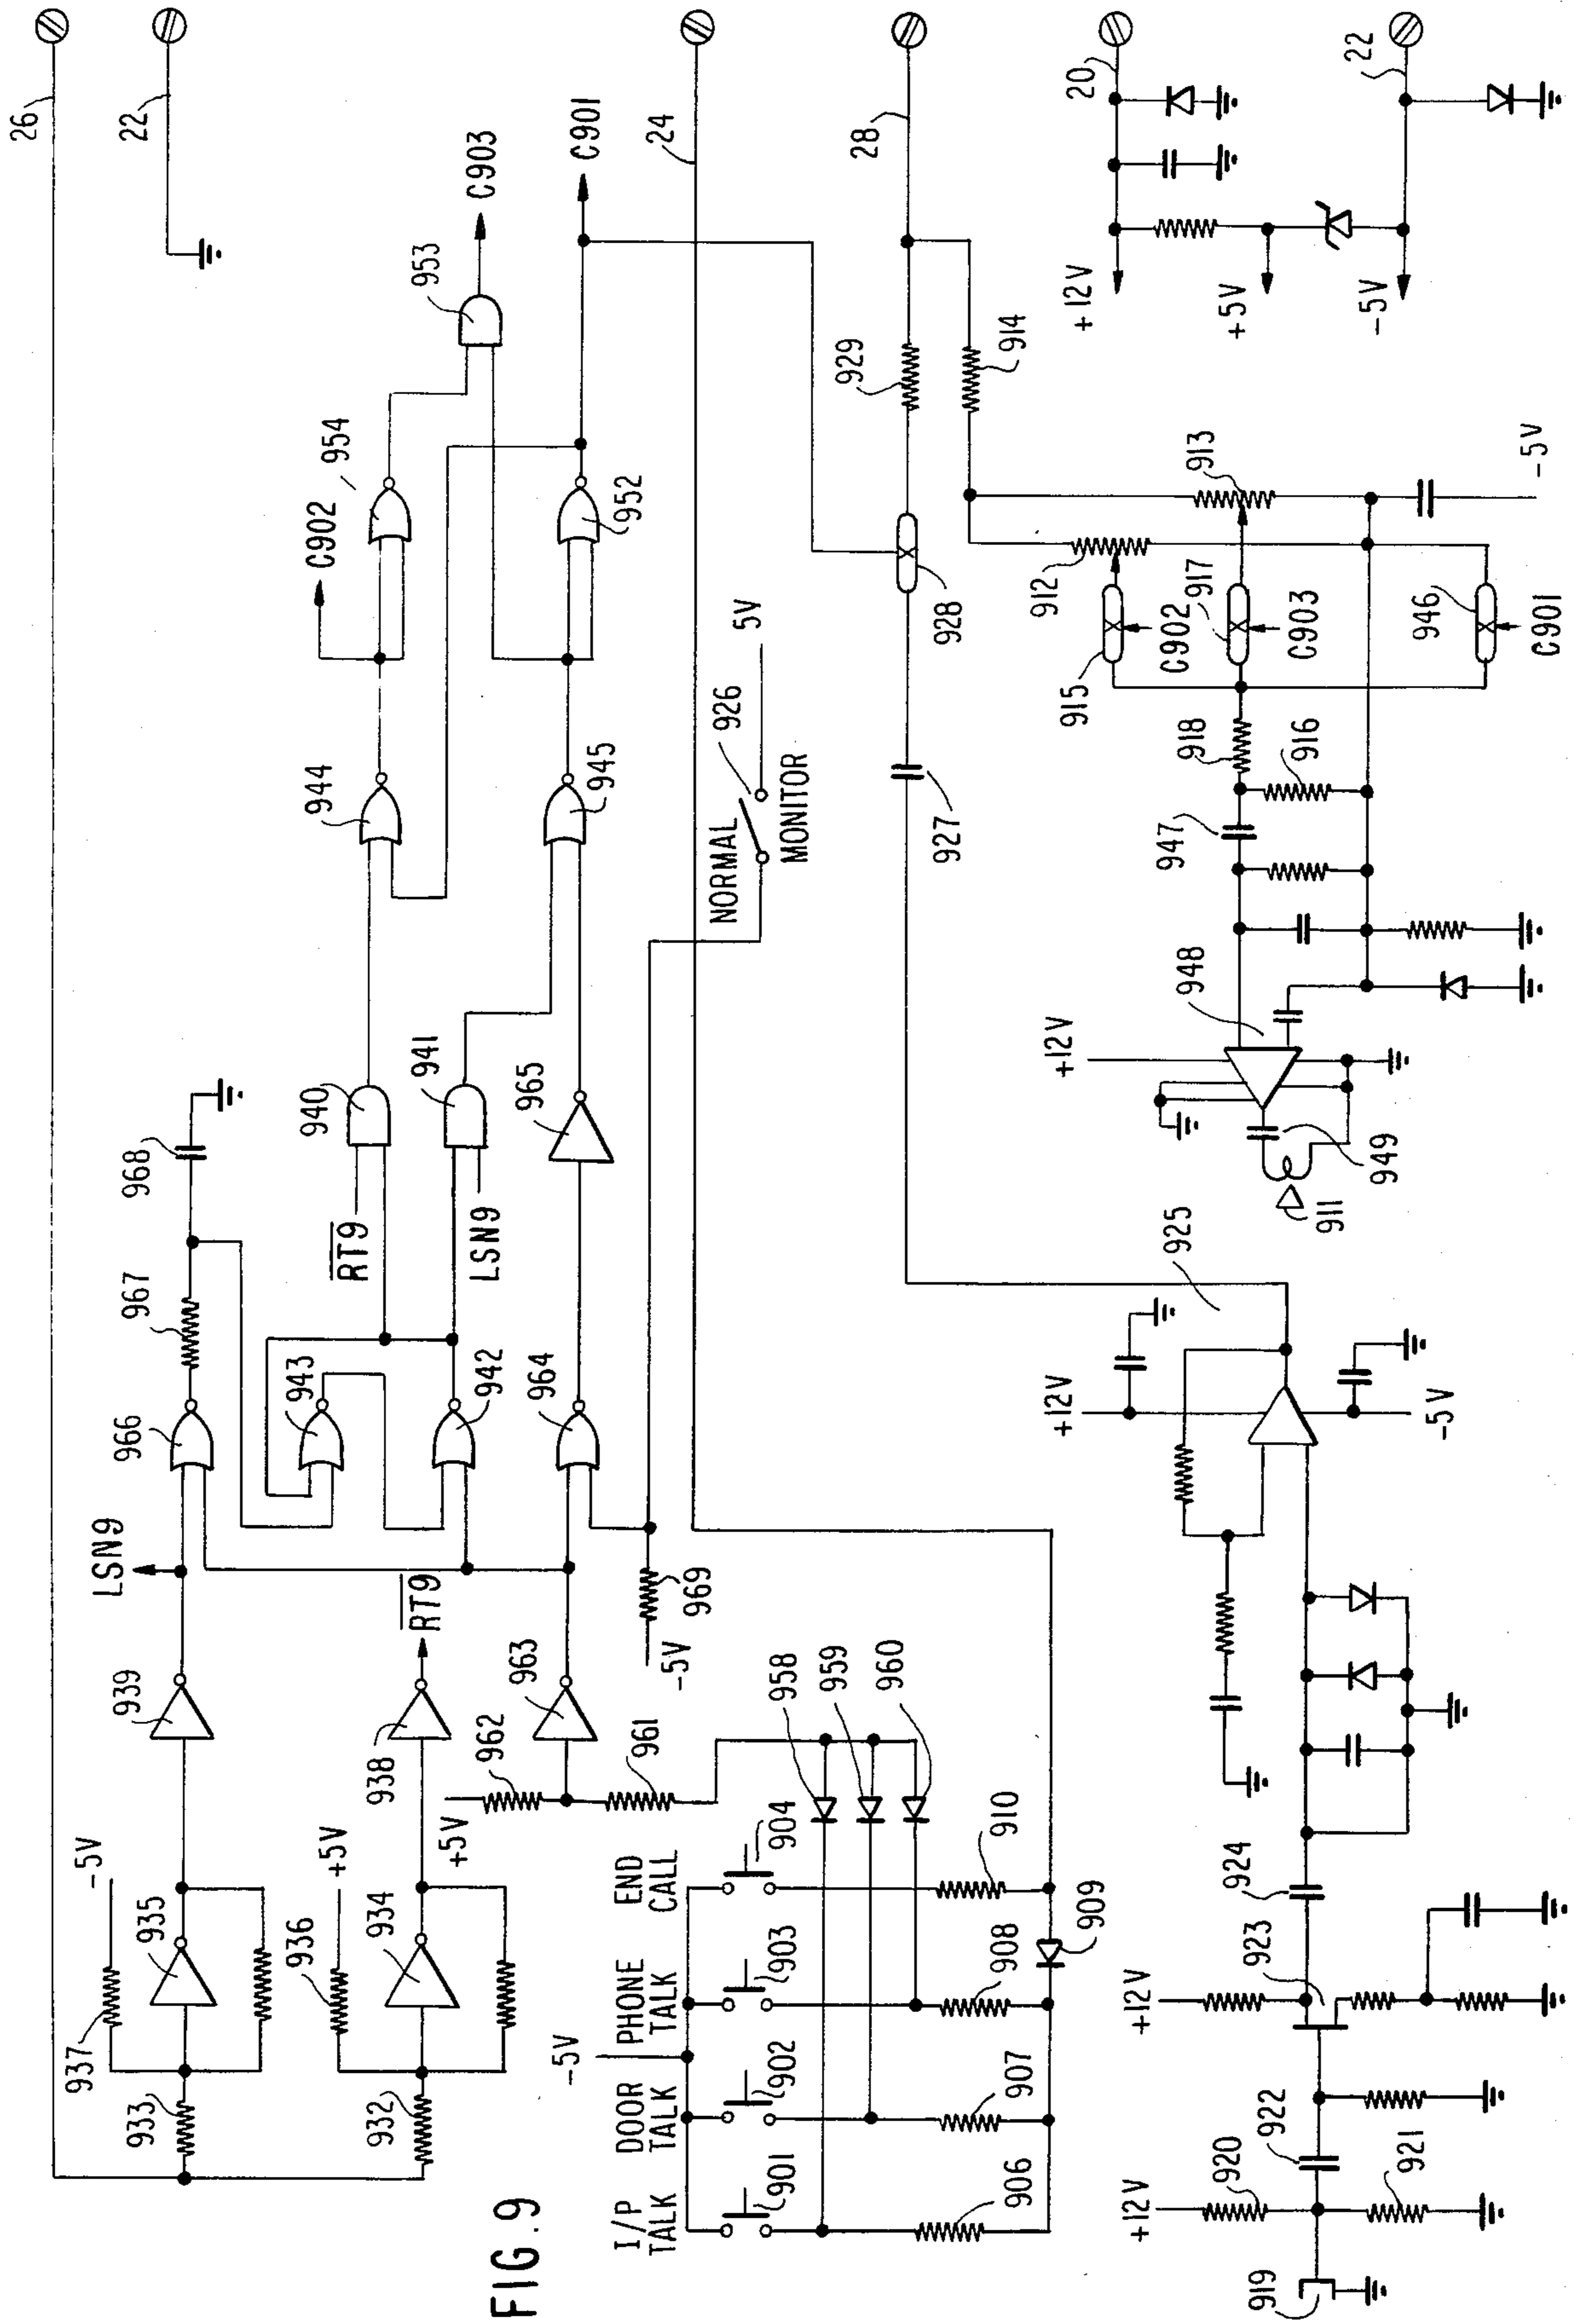 26
22
C903
C901
24
28
20
22
953
954
C902
952
+12V
+5V
-5V
929
914
944
945
926
5V
NORMAL
MONITOR
928
913
912
917
915
C902
C903
946
C901
-5V
968
940
941
965
927
918
916
947
948
+12V
949
911
967
RT9
LSN9
943
942
964
966
925
+12V
-5V
LSN9
RT9
963
969
-5V
939
938
962
961
958
959
960
-5V
935
937
933
+5V
936
934
932
+5V
904
END CALL
910
903
PHONE TALK
908
909
-5V
902
DOOR TALK
907
901
I/P TALK
906
924
923
+12V
922
920
921
+12V
919
FIG.9